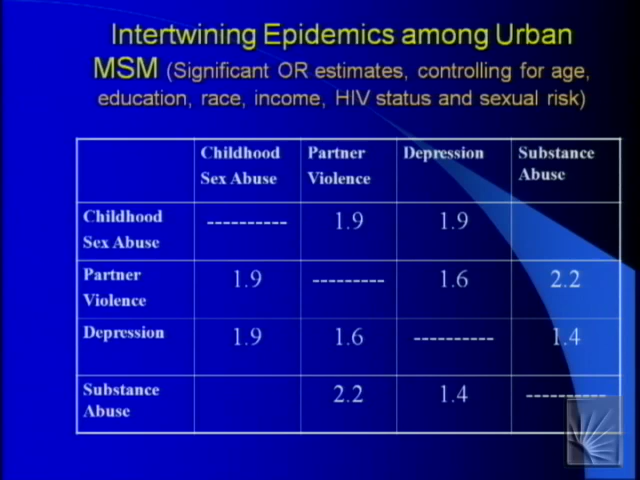 Intertwining Epidemics among Urban
MSM (Significant OR estimates, controlling for age,
education, race, income, HIV status and sexual risk)
Childhood Sex Abuse Partner Violence Depression Substance Abuse
Childhood Sex Abuse ---------- 1.9 1.9
Partner Violence 1.9 --------- 1.6 2.2
Depression 1.9 1.6 ---------- 1.4
Substance Abuse 2.2 1.4 ----------